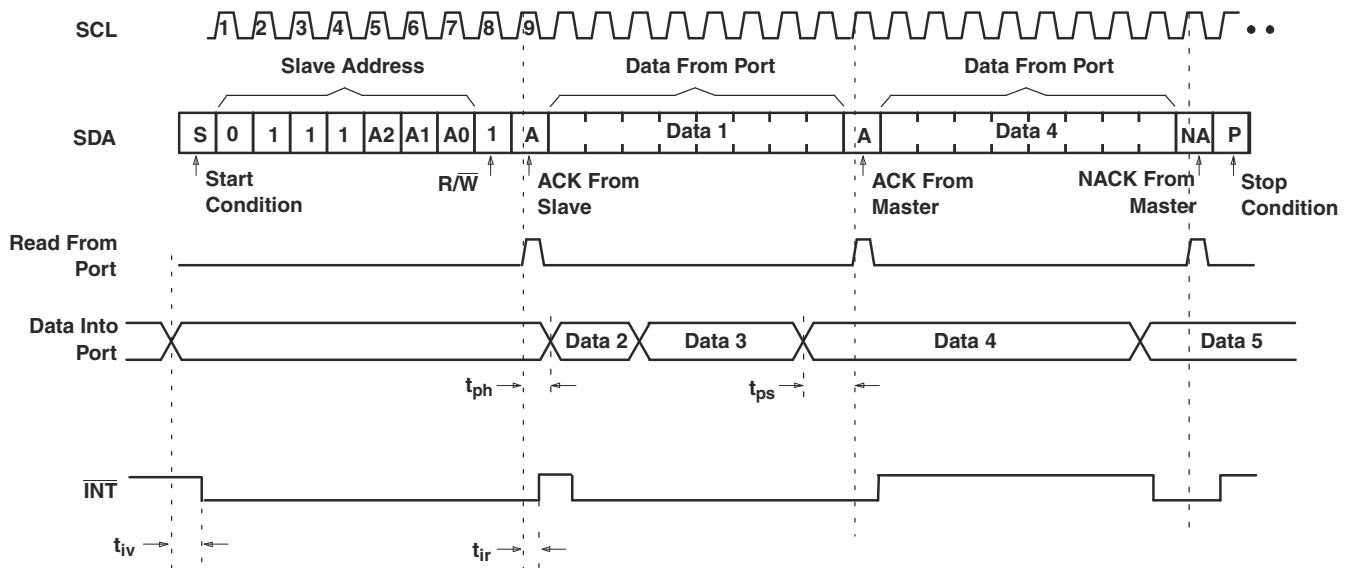 SCL 1 2 3 4 5 6 7 8 9
Slave Address Data From Port Data From Port
SDA S 0 1 1 1 A2 A1 A0 1 A Data 1 A Data 4 NA P
Start
Condition
R/W
ACK From
Slave
ACK From
Master
NACK From
Master
Stop
Condition
Read From
Port
Data Into
Port
Data 2 Data 3 Data 4 Data 5
tph tps
INT
tiv tir